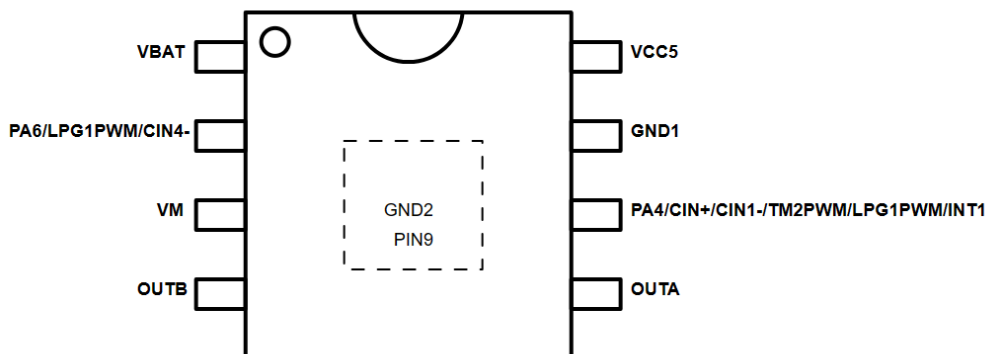 VBAT
VCC5
PA6/LPG1PWM/CIN4-
GND1
VM
PA4/CIN+/CIN1-/TM2PWM/LPG1PWM/INT1
GND2
PIN9
OUTB
OUTA